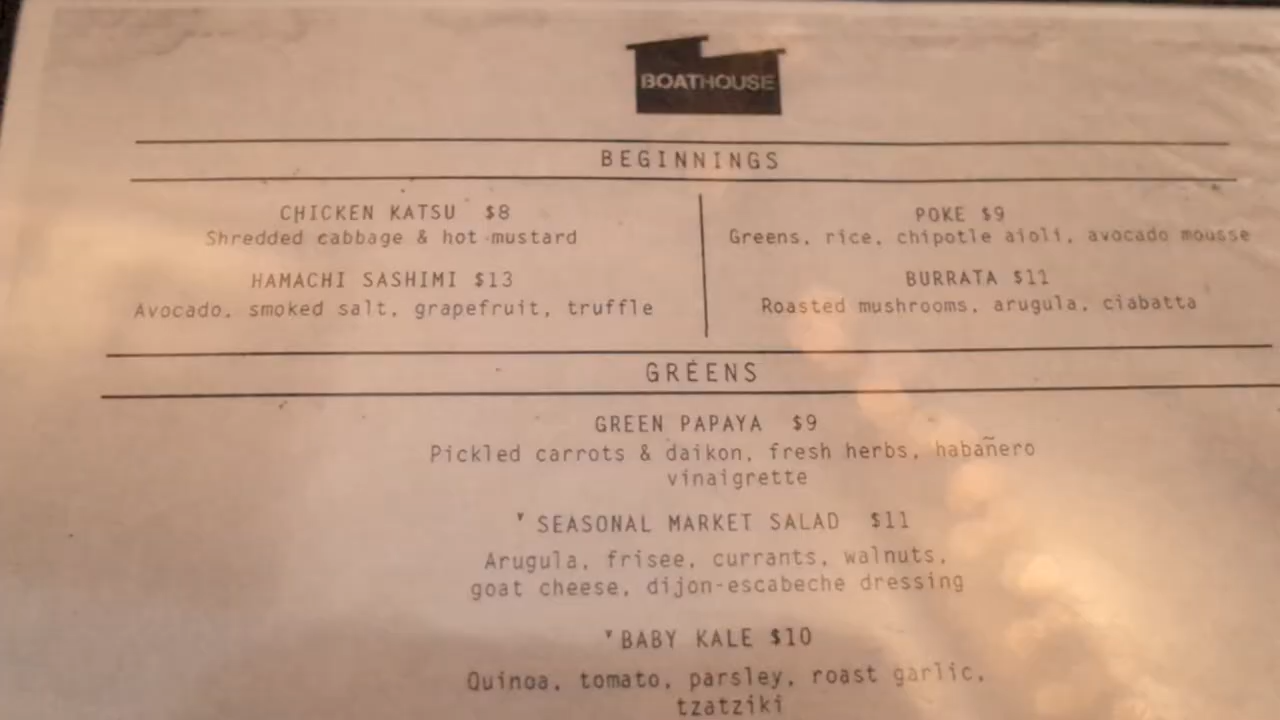 BOATHOUSE
BEGINNINGS
CHICKEN KATSU $8
Shredded cabbage & hot mustard
HAMACHI SASHIMI $13
Avocado, smoked salt, grapefruit, truffle
POKE $9
Greens, rice, chipotle aioli, avocado mousse
BURRATA $11
Roasted mushrooms, arugula, ciabatta
GREENS
GREEN PAPAYA $9
Pickled carrots & daikon, fresh herbs, habañero
vinaigrette
SEASONAL MARKET SALAD $11
Arugula, frisee, currants, walnuts,
goat cheese, dijon-escabeche dressing
BABY KALE $10
Quinoa, tomato, parsley, roast garlic,
tzatziki